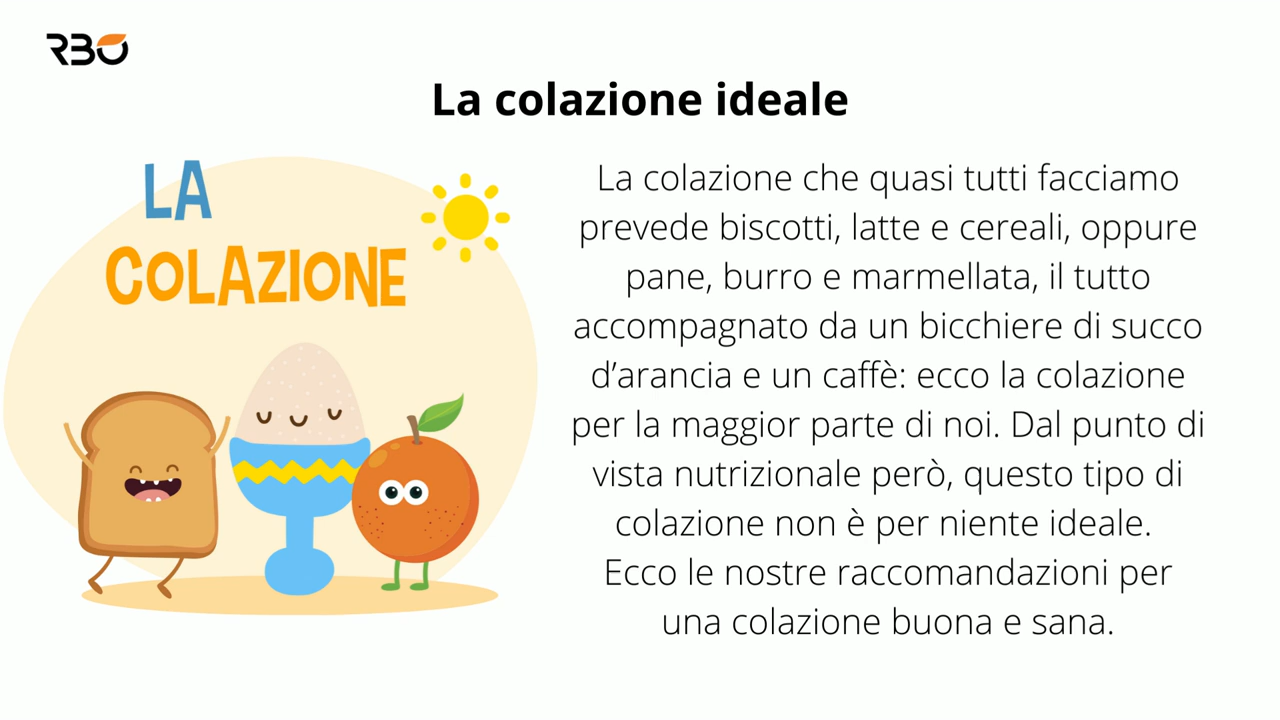 RBO
La colazione ideale
LA
COLAZIONE
La colazione che quasi tutti facciamo
prevede biscotti, latte e cereali, oppure
pane, burro e marmellata, il tutto
accompagnato da un bicchiere di succo
d’arancia e un caffè: ecco la colazione
per la maggior parte di noi. Dal punto di
vista nutrizionale però, questo tipo di
colazione non è per niente ideale.
Ecco le nostre raccomandazioni per
una colazione buona e sana.